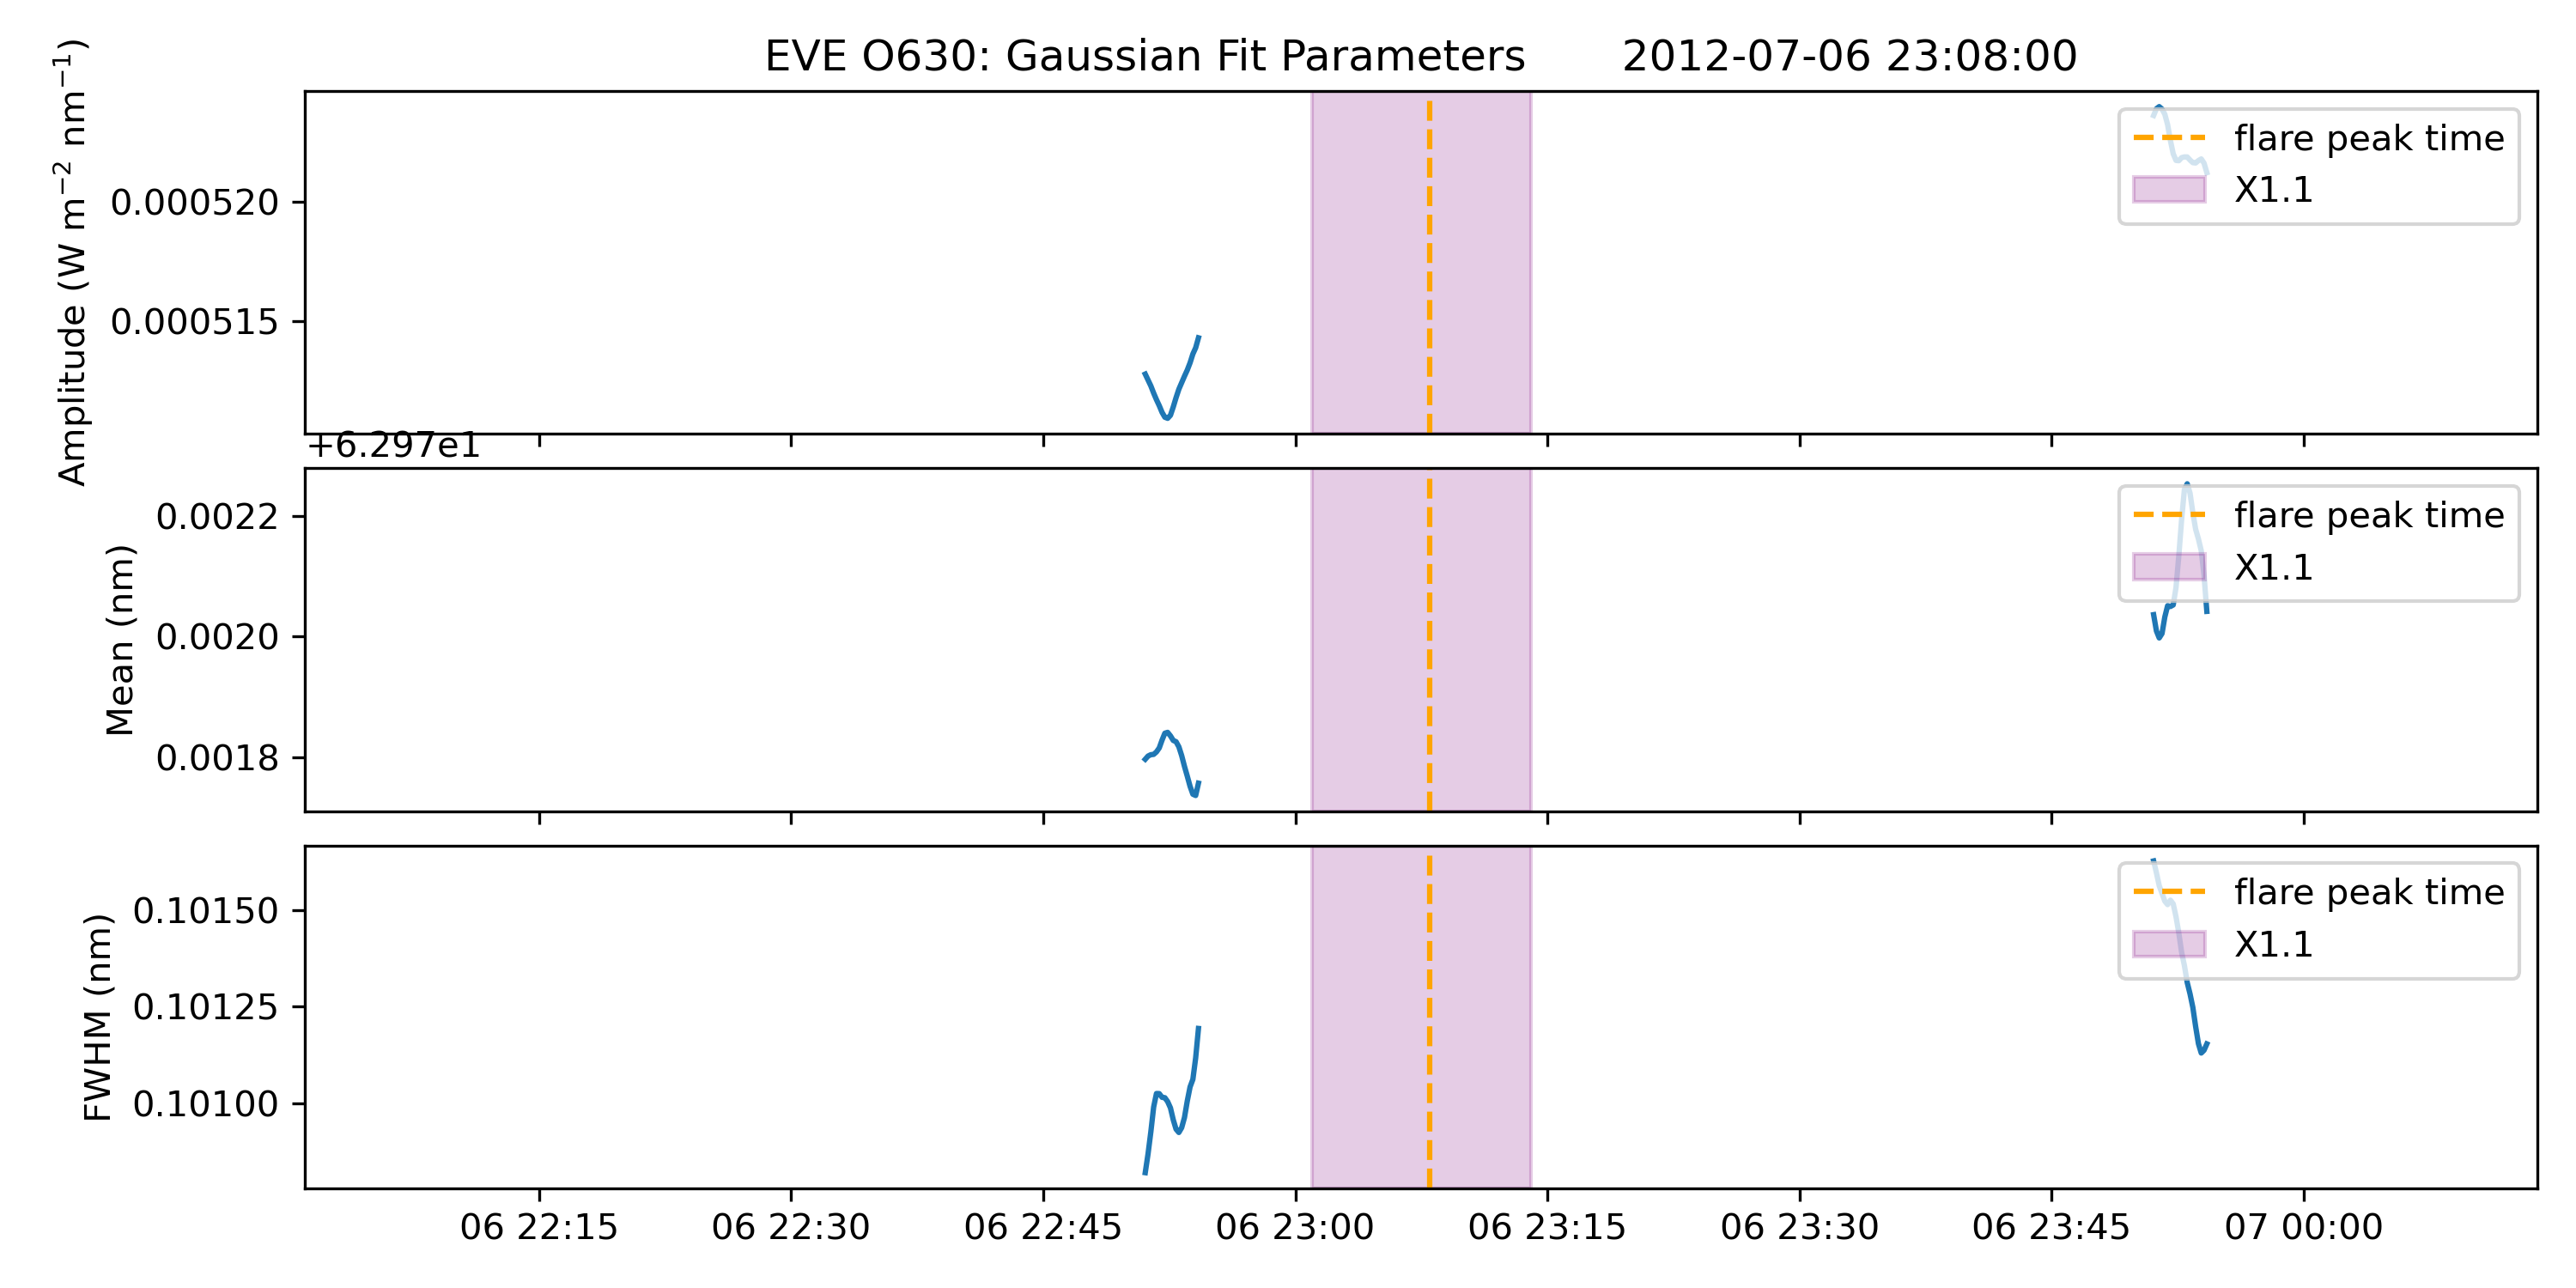 EVE O630: Gaussian Fit Parameters 2012-07-06 23:08:00
Amplitude (W m⁻² nm⁻¹)
0.000520
0.000515
flare peak time
X1.1
+6.297e1
Mean (nm)
0.0022
0.0020
0.0018
flare peak time
X1.1
FWHM (nm)
0.10150
0.10125
0.10100
flare peak time
X1.1
06 22:15 06 22:30 06 22:45 06 23:00 06 23:15 06 23:30 06 23:45 07 00:00